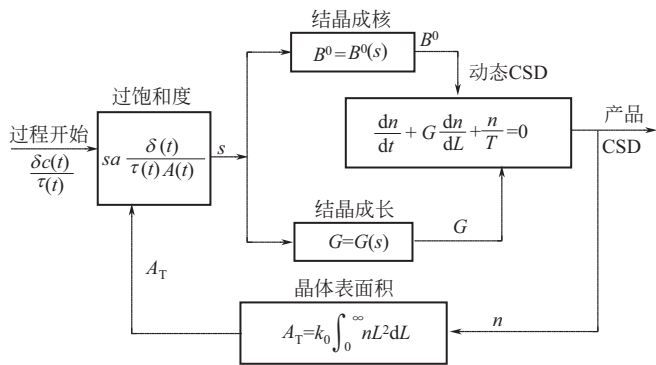 结晶成核
B⁰=B⁰(s)
B⁰
动态CSD
过饱和度
过程开始
δc(t)/τ(t)
sa δ(t)/τ(t)A(t)
s
dn/dt + G dn/dL + n/T =0
产品
CSD
结晶成长
G=G(s)
G
A_T
晶体表面积
A_T=k₀∫₀^∞ nL²dL
n